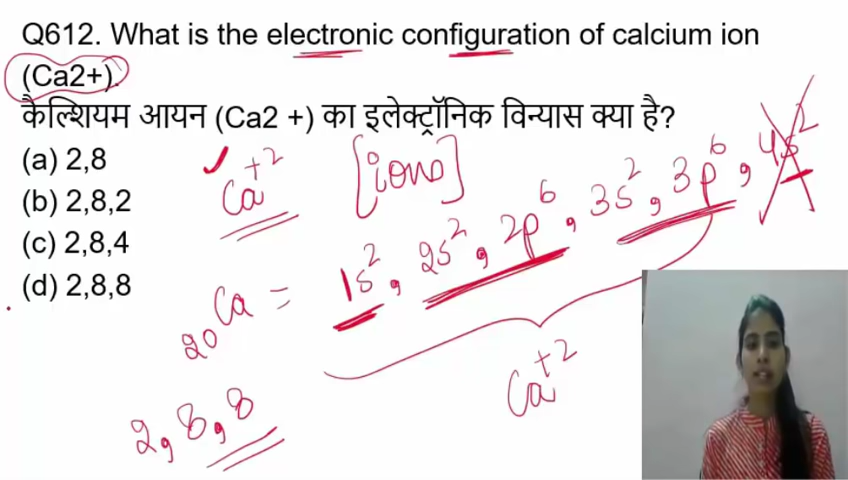 Q612. What is the electronic configuration of calcium ion
(Ca2+).
कैल्शियम आयन (Ca2 +) का इलेक्ट्रॉनिक विन्यास क्या है?
(a) 2,8
(b) 2,8,2
(c) 2,8,4
(d) 2,8,8
Ca+2 [ions]
20Ca = 1s2, 2s2, 2p6, 3s2, 3p6, 4s2
Ca+2
2,8,8